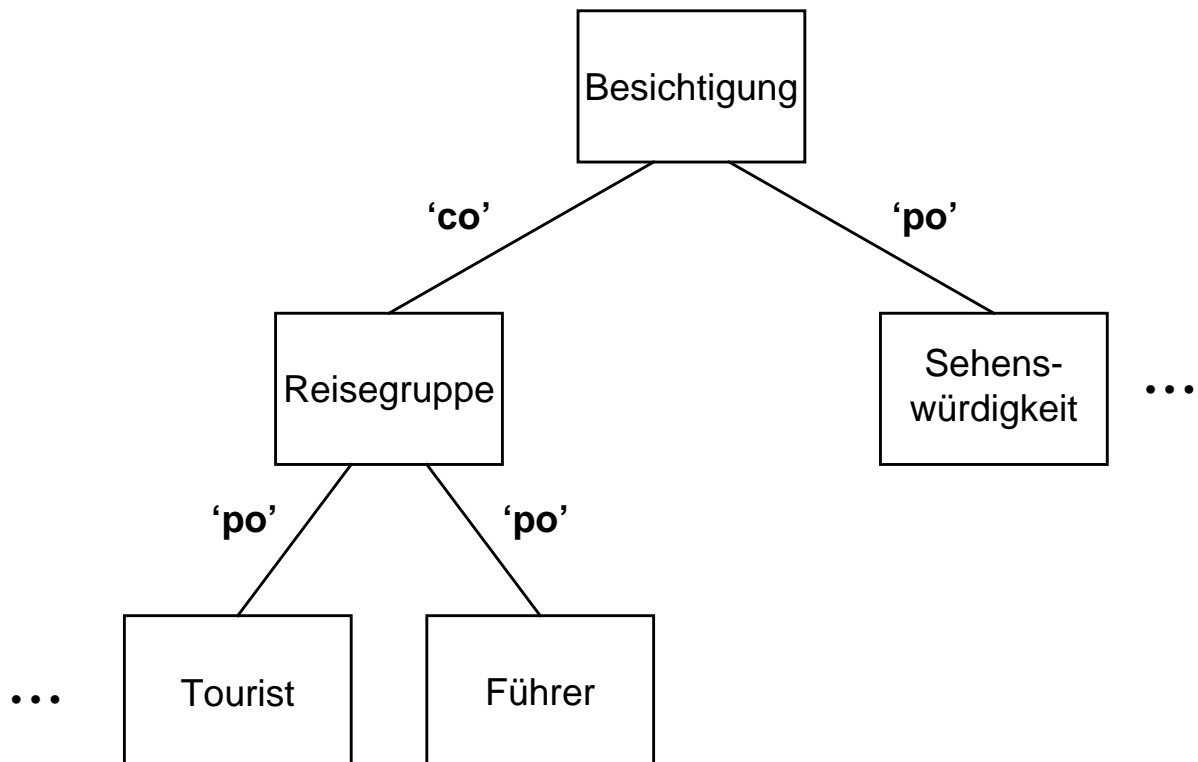 Besichtigung
‘co’
‘po’
Reisegruppe
Sehens-
würdigkeit
...
‘po’
‘po’
...
Tourist
Führer